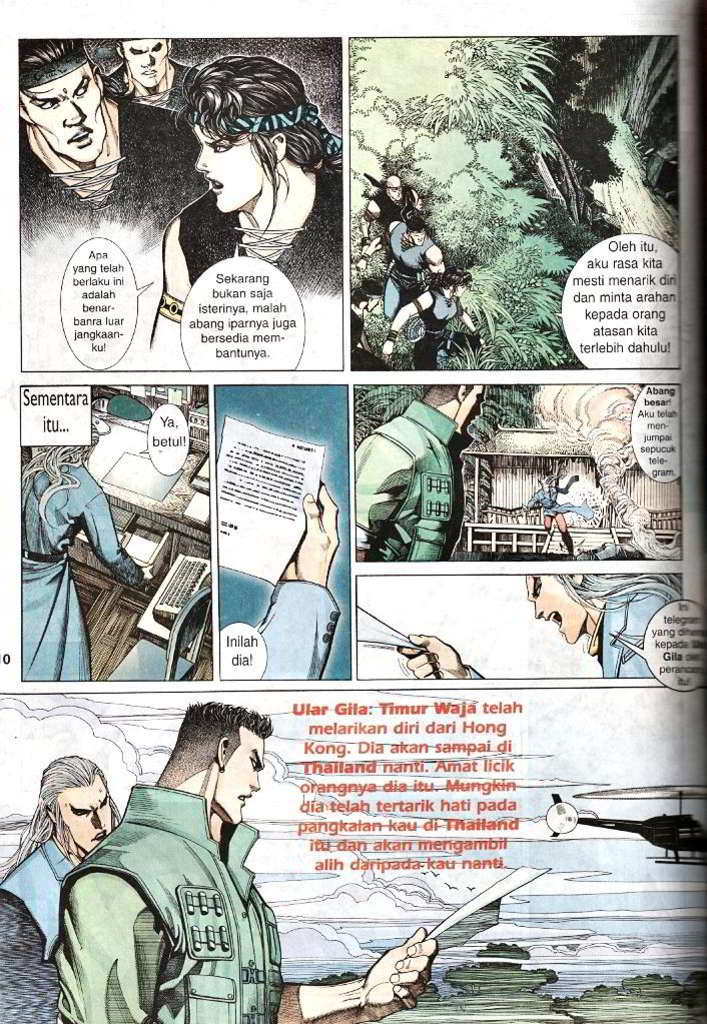 Apa
yang telah
berlaku ini
adalah
benar-
banra luar
jangkaan-
ku!
Sekarang
bukan saja
isterinya, malah
abang iparnya juga
bersedia mem-
bantunya.
Oleh itu,
aku rasa kita
mesti menarik diri
dan minta arahan
kepada orang
atasan kita
terlebih dahulu!
Sementara
itu...
Ya,
betul!
Inilah
dia!
Abang
besar!
Aku telah
men-
jumpai
sepucuk
tele-
gram.
Ini
telegram
yang
kepada
Gila
itu!
10
Ular Gila: Timur Waja telah
melarikan diri dari Hong
Kong. Dia akan sampai di
Thailand nanti. Amat licik
orangnya dia itu. Mungkin
dia telah tertarik hati pada
pangkalan kau di Thailand
itu dan akan mengambil
alih daripada kau nanti.